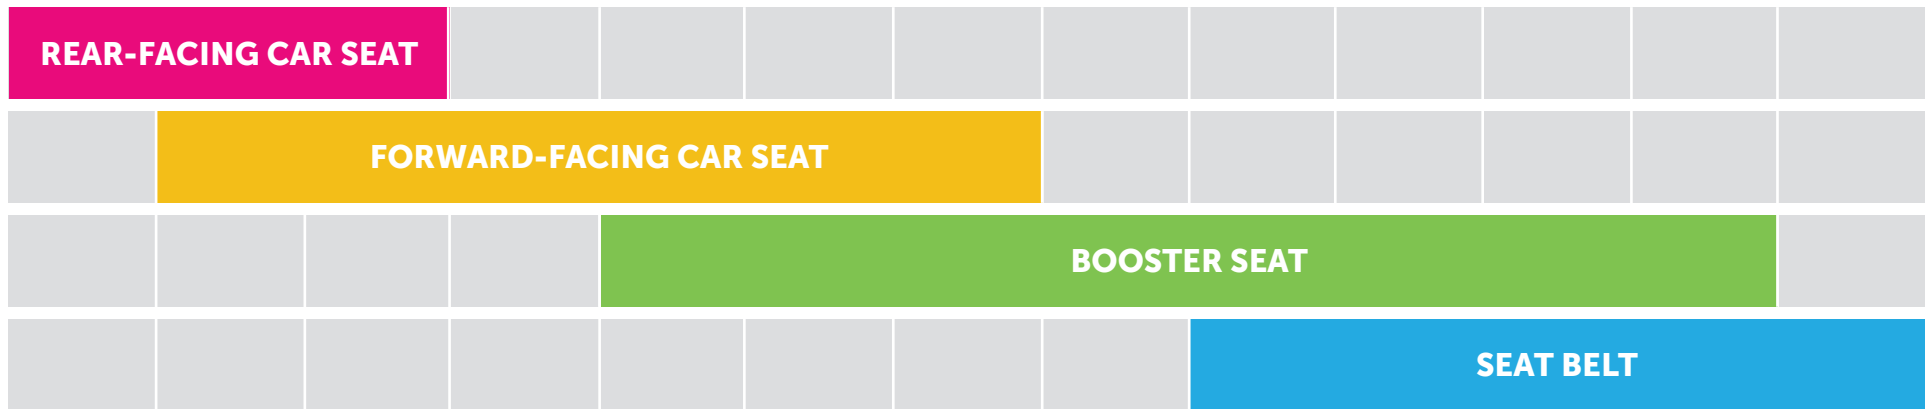 REAR-FACING CAR SEAT
FORWARD-FACING CAR SEAT
BOOSTER SEAT
SEAT BELT